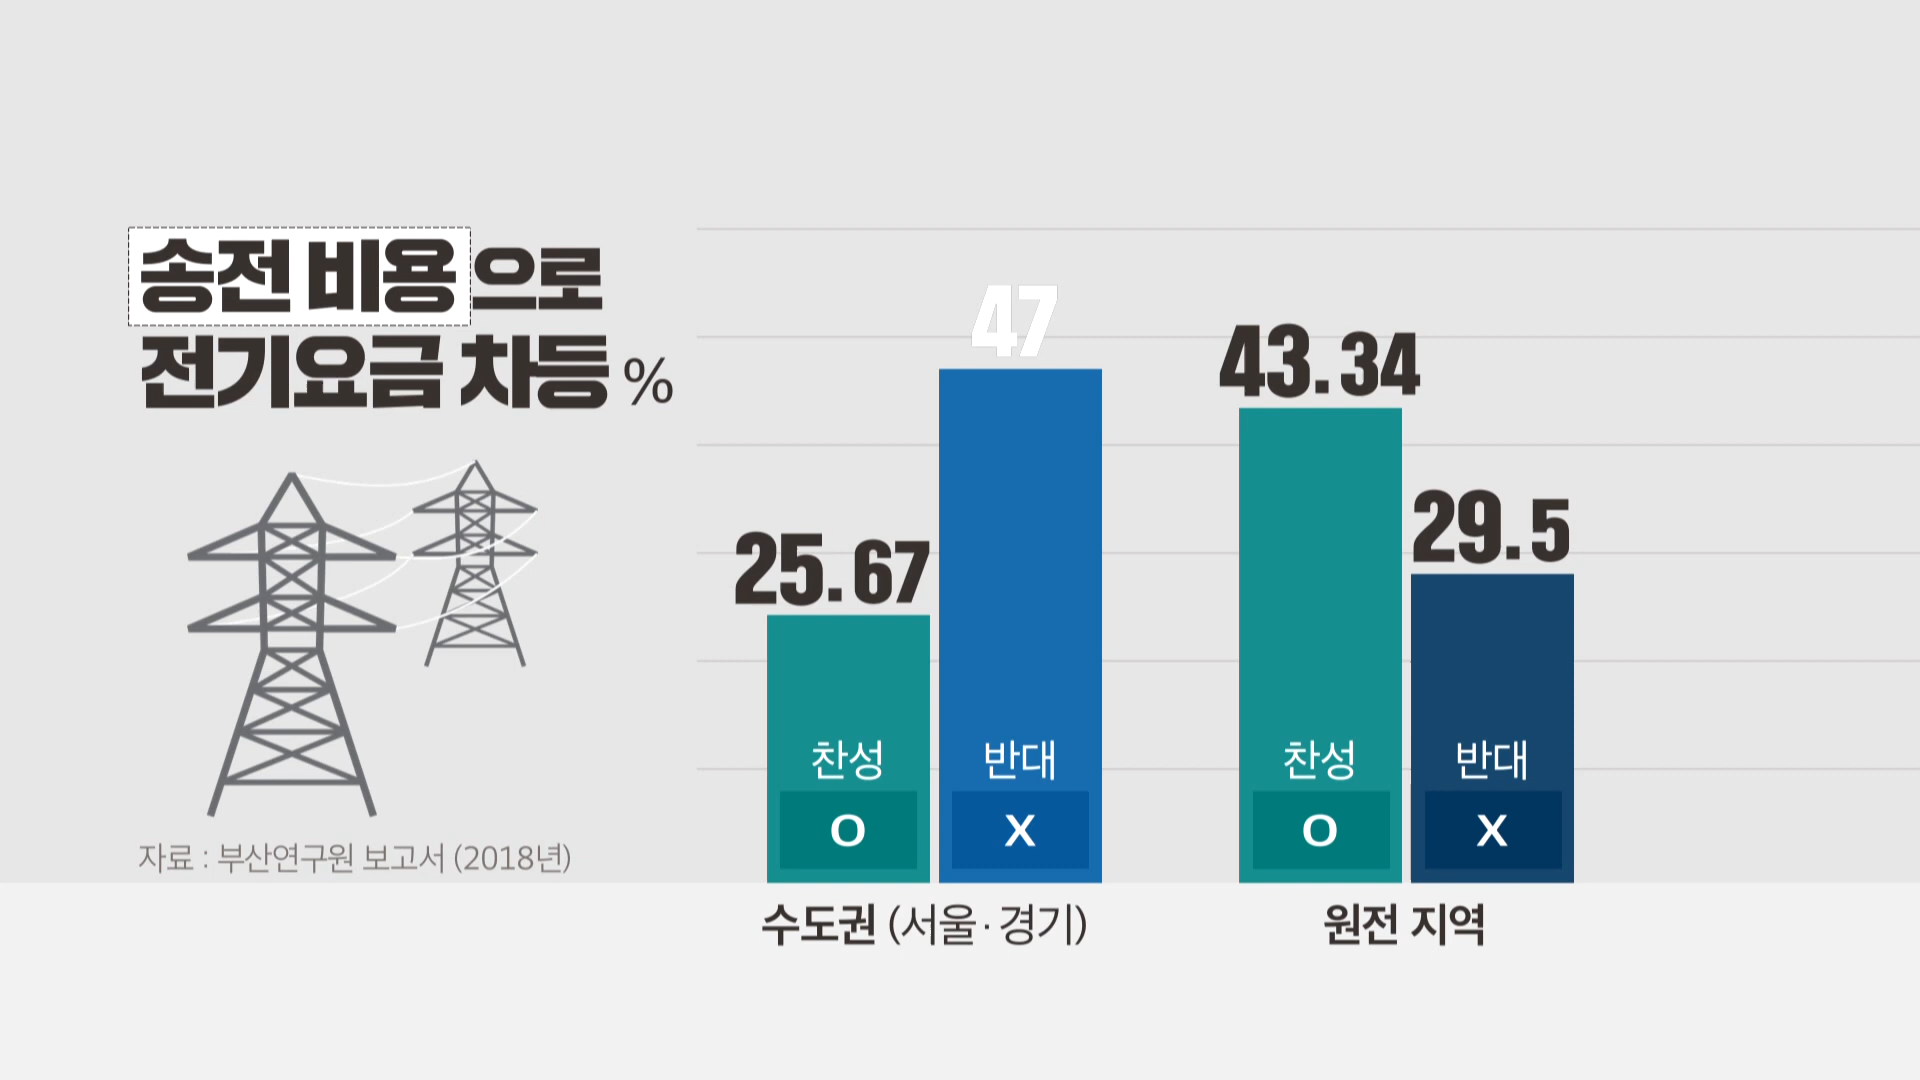 송전 비용으로
전기요금 차등 %
47
43.34
29.5
25.67
찬성
반대
찬성
반대
O
X
O
X
자료 : 부산연구원 보고서 (2018년)
수도권 (서울·경기)
원전 지역